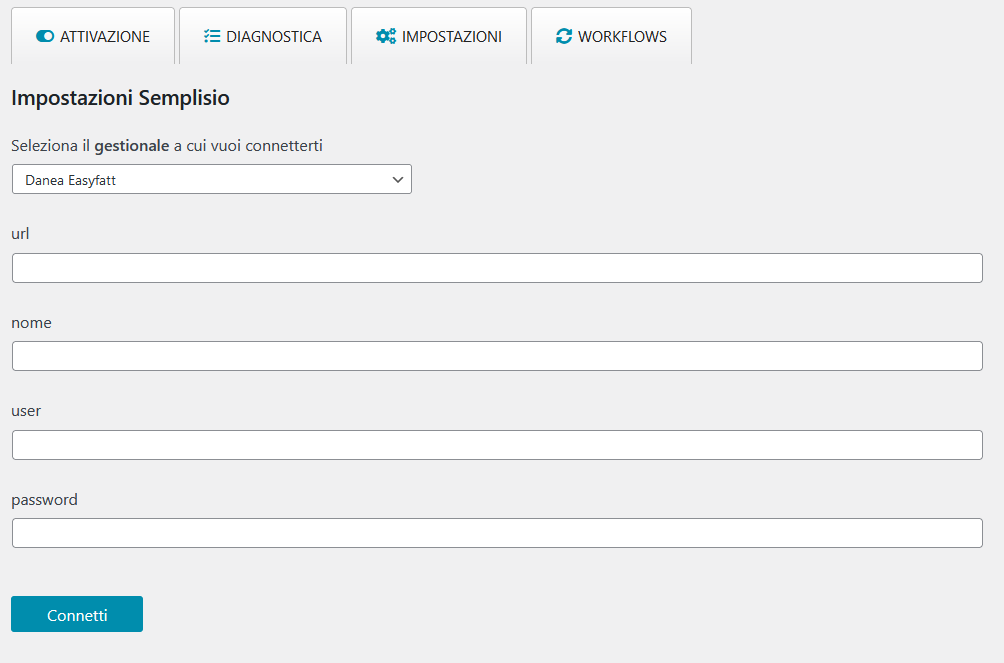 ATTIVAZIONE DIAGNOSTICA IMPOSTAZIONI WORKFLOWS
Impostazioni Semplisio
Seleziona il gestionale a cui vuoi connetterti
Danea Easyfatt
url
nome
user
password
Connetti